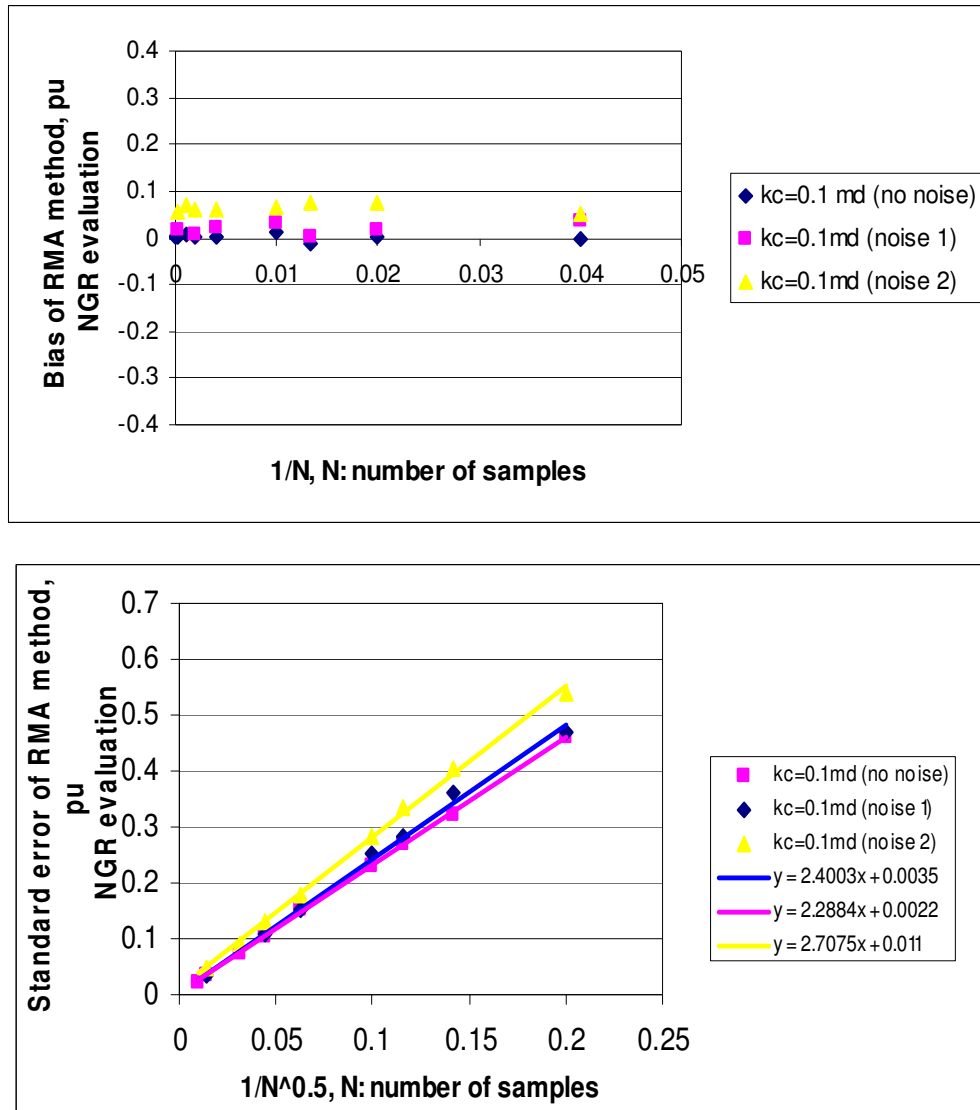 0.4
0.3
0.2
0.1
0
-0.1
-0.2
-0.3
-0.4
0 0.01 0.02 0.03 0.04 0.05
Bias of RMA method, pu
NGR evaluation
1/N, N: number of samples
kc=0.1 md (no noise)
kc=0.1md (noise 1)
kc=0.1md (noise 2)
0.7
0.6
0.5
0.4
0.3
0.2
0.1
0
0 0.05 0.1 0.15 0.2 0.25
Standard error of RMA method,
pu
NGR evaluation
1/N^0.5, N: number of samples
kc=0.1md (no noise)
kc=0.1md (noise 1)
kc=0.1md (noise 2)
y = 2.4003x + 0.0035
y = 2.2884x + 0.0022
y = 2.7075x + 0.011